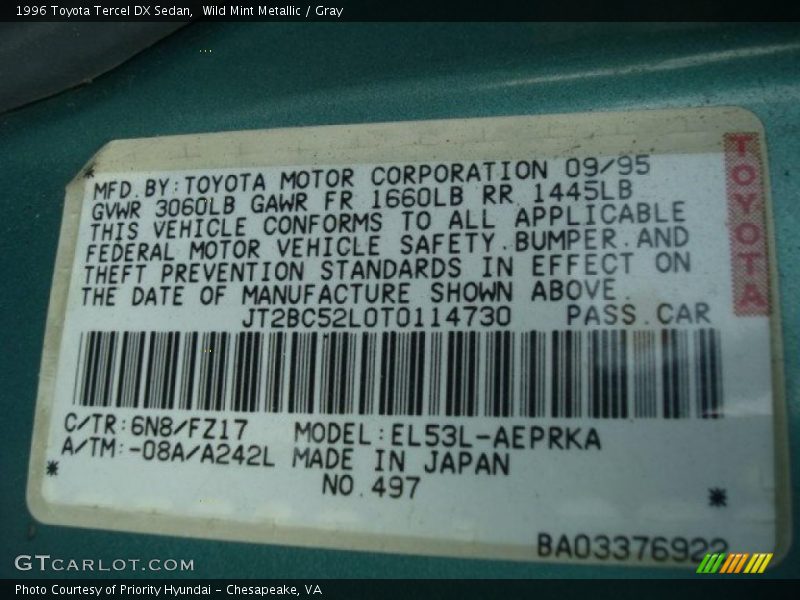 1996 Toyota Tercel DX Sedan,  Wild Mint Metallic / Gray
MFD.BY:TOYOTA MOTOR CORPORATION 09/95
GVWR 3060LB GAWR FR 1660LB RR 1445LB
THIS VEHICLE CONFORMS TO ALL APPLICABLE
FEDERAL MOTOR VEHICLE SAFETY.BUMPER.AND
THEFT PREVENTION STANDARDS IN EFFECT ON
THE DATE OF MANUFACTURE SHOWN ABOVE.
JT2BC52L0T0114730 PASS.CAR
TOYOTA
C/TR:6N8/FZ17 MODEL:EL53L-AEPRKA
A/TM:-08A/A242L MADE IN JAPAN
NO.497
BA03376922
GTCARLOT.COM
Photo Courtesy of Priority Hyundai - Chesapeake, VA